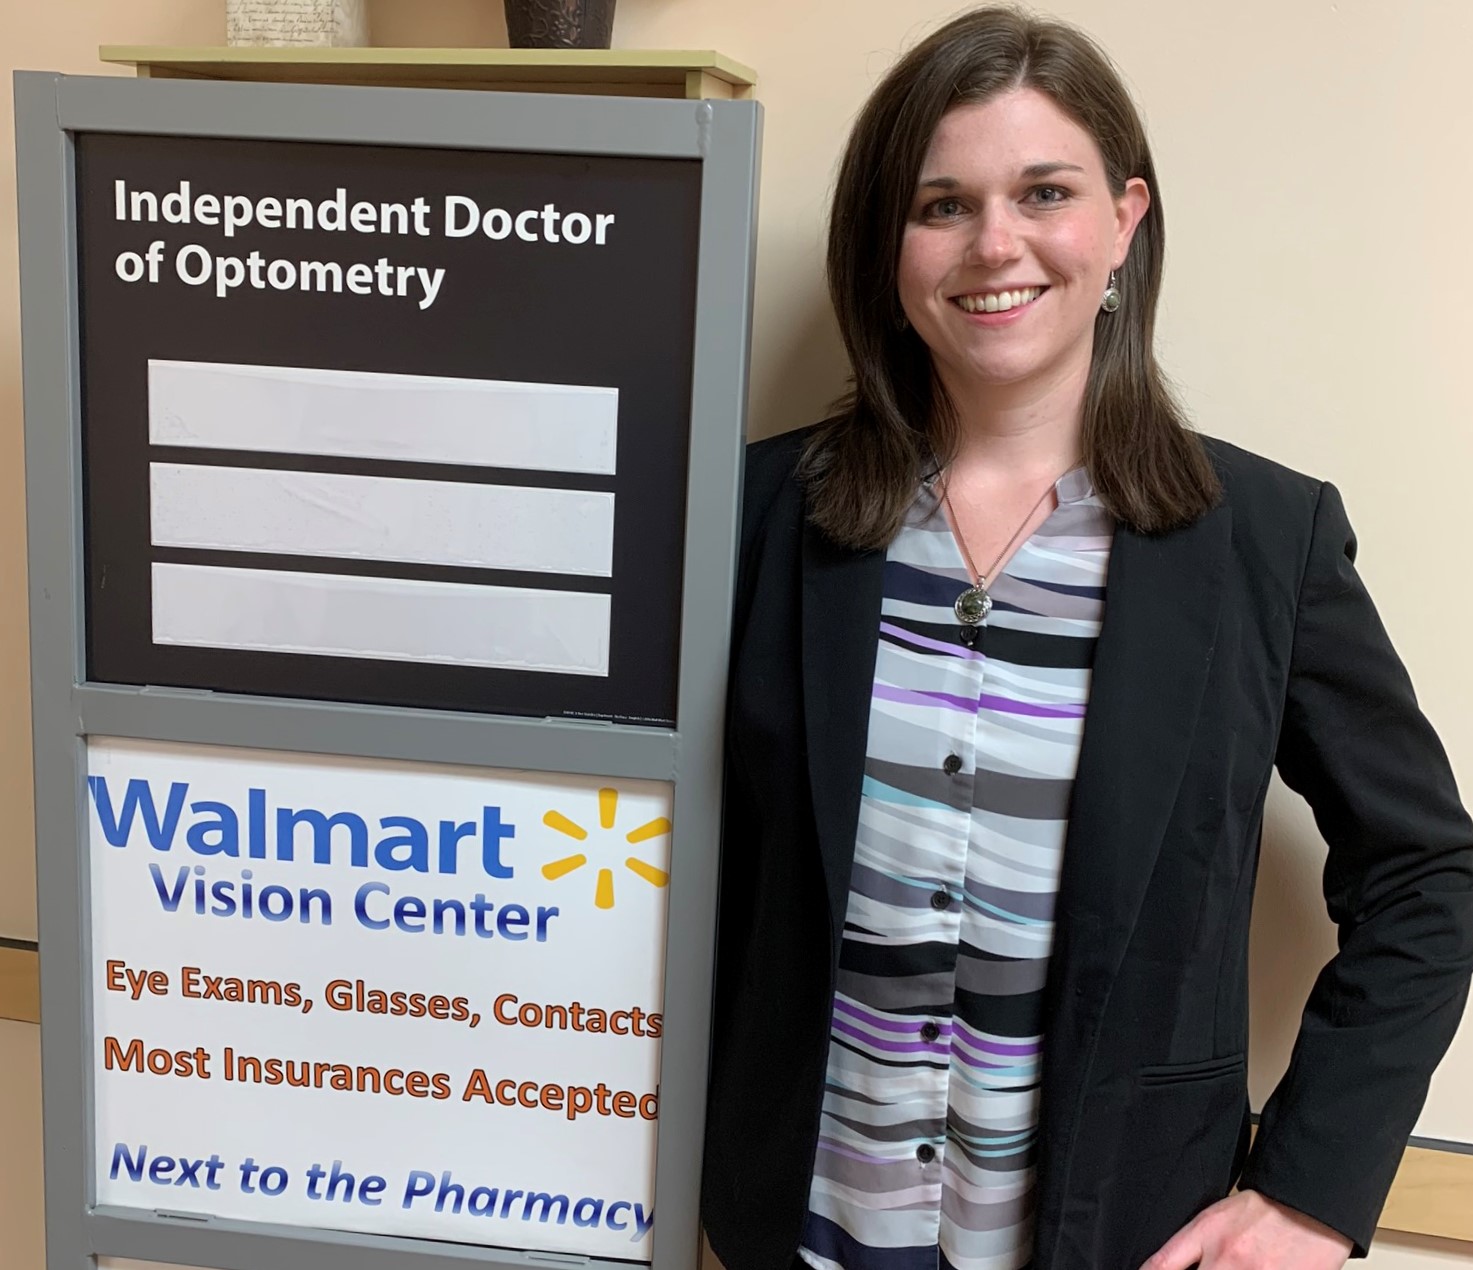 Independent Doctor
of Optometry
Walmart
Vision Center
Eye Exams, Glasses, Contacts
Most Insurances Accepted
Next to the Pharmacy